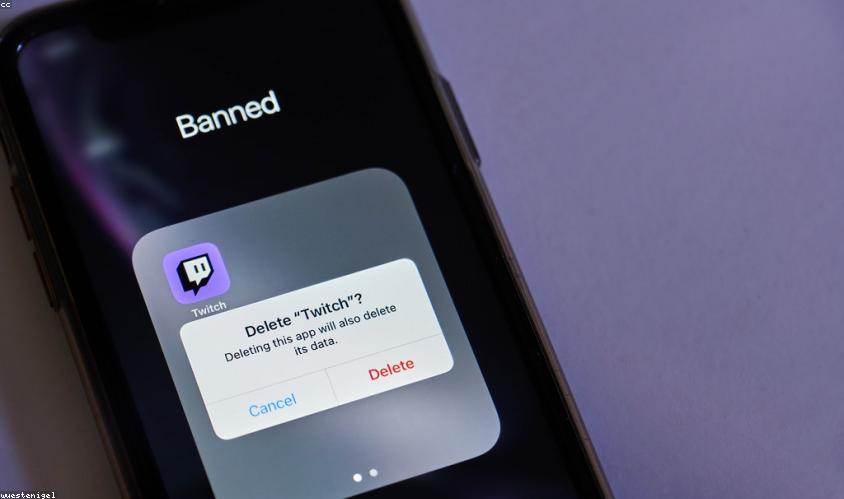 cc
Banned
Twitch
Delete “Twitch”?
Deleting this app will also delete
its data.
Cancel
Delete
wuestenigel